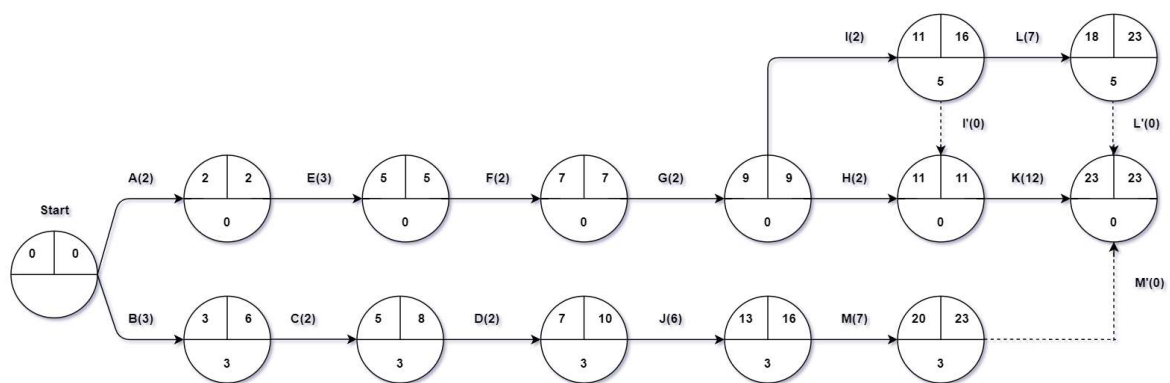 I(2)
11 16
5
L(7)
18 23
5
I'(0)
L'(0)
Start
0 0
A(2)
2 2
0
E(3)
5 5
0
F(2)
7 7
0
G(2)
9 9
0
H(2)
11 11
0
K(12)
23 23
0
B(3)
3 6
3
C(2)
5 8
3
D(2)
7 10
3
J(6)
13 16
3
M(7)
20 23
3
M'(0)